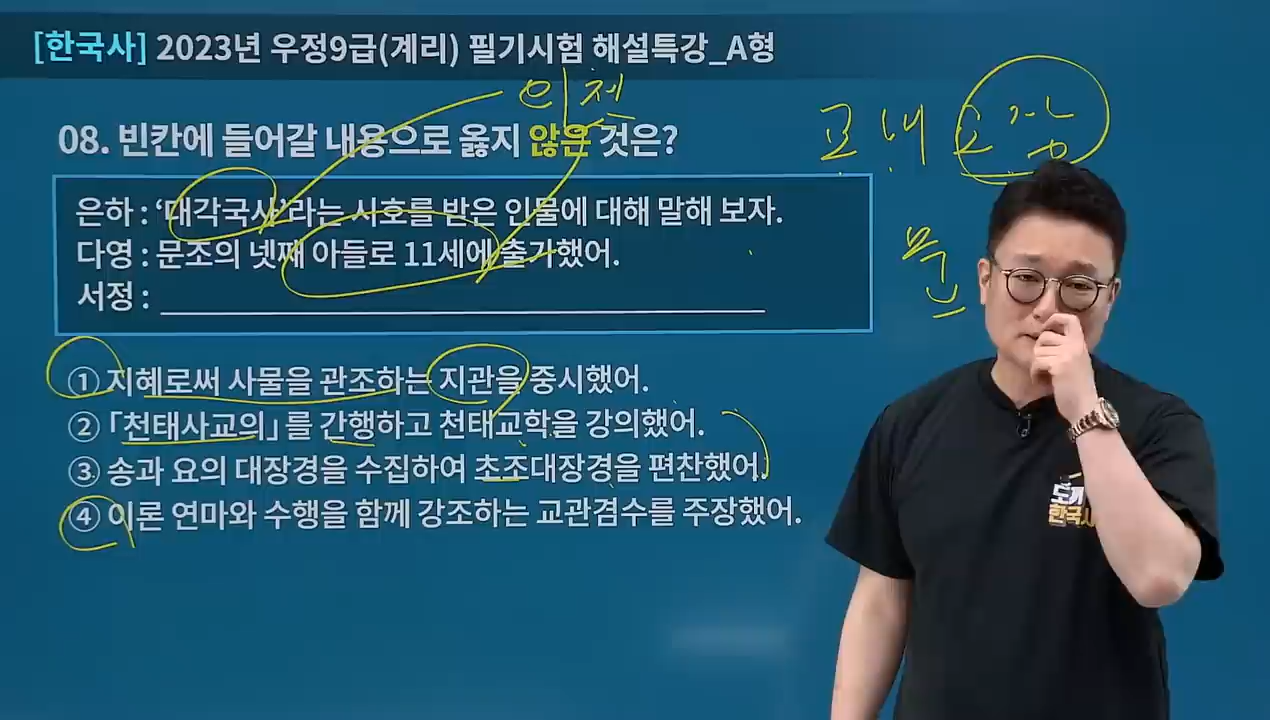 [한국사] 2023년 우정9급(계리) 필기시험 해설특강_A형
의천
08. 빈칸에 들어갈 내용으로 옳지 않은 것은?
은하 : ‘대각국사’라는 시호를 받은 인물에 대해 말해 보자.
다영 : 문조의 넷째 아들로 11세에 출가했어.
서정 :
① 지혜로써 사물을 관조하는 지관을 중시했어.
② 「천태사교의」를 간행하고 천태교학을 강의했어.
③ 송과 요의 대장경을 수집하여 초조대장경을 편찬했어.
④ 이론 연마와 수행을 함께 강조하는 교관겸수를 주장했어.
문
한국사